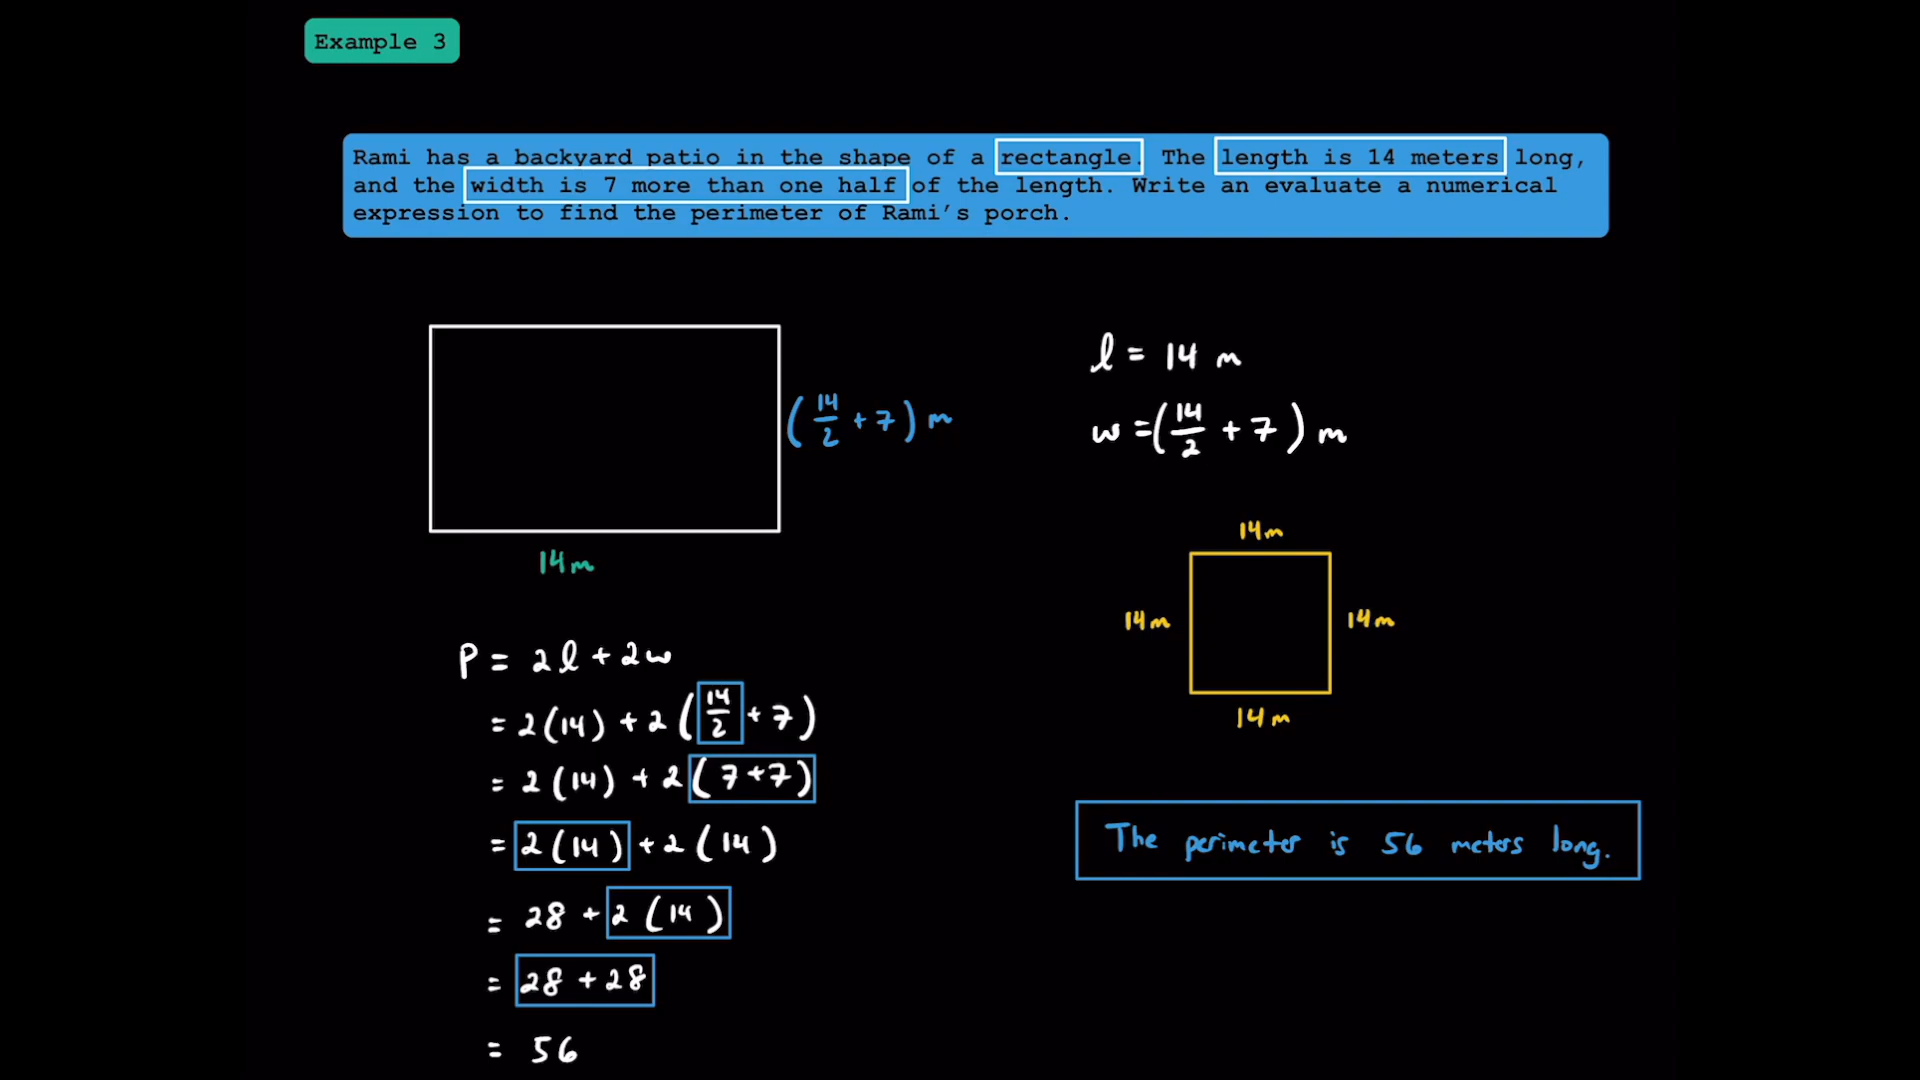 Example 3
Rami has a backyard patio in the shape of a rectangle. The length is 14 meters long,
and the width is 7 more than one half of the length. Write an evaluate a numerical
expression to find the perimeter of Rami's porch.
(14/2 + 7) m
14m
l = 14 m
w = (14/2 + 7) m
14m
14m
14m
14m
P = 2l + 2w
= 2(14) + 2(14/2 + 7)
= 2(14) + 2(7+7)
= 2(14) + 2(14)
= 28 + 2(14)
= 28 + 28
= 56
The perimeter is 56 meters long.